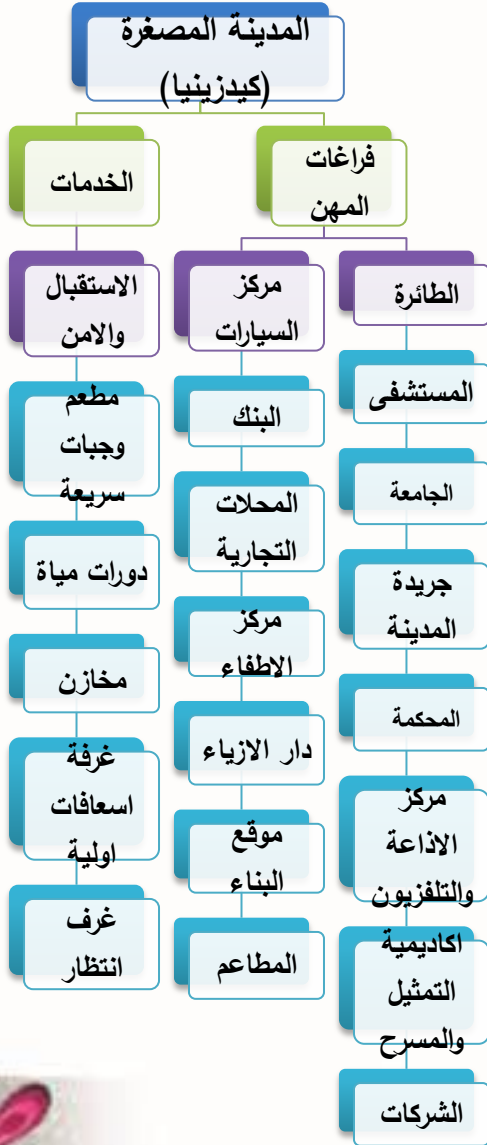 المدينة المصغرة
(كيدزينيا)
فراغات
المهن
الطائرة
المستشفى
الجامعة
جريدة
المدينة
المحكمة
مركز
الاذاعة
والتلفزيون
اكاديمية
التمثيل
والمسرح
الشركات
مركز
السيارات
البنك
المحلات
التجارية
مركز
الاطفاء
دار الازياء
موقع
البناء
المطاعم
الخدمات
الاستقبال
والامن
مطعم
وجبات
سريعة
دورات مياة
مخازن
غرفة
اسعافات
اولية
غرف
انتظار